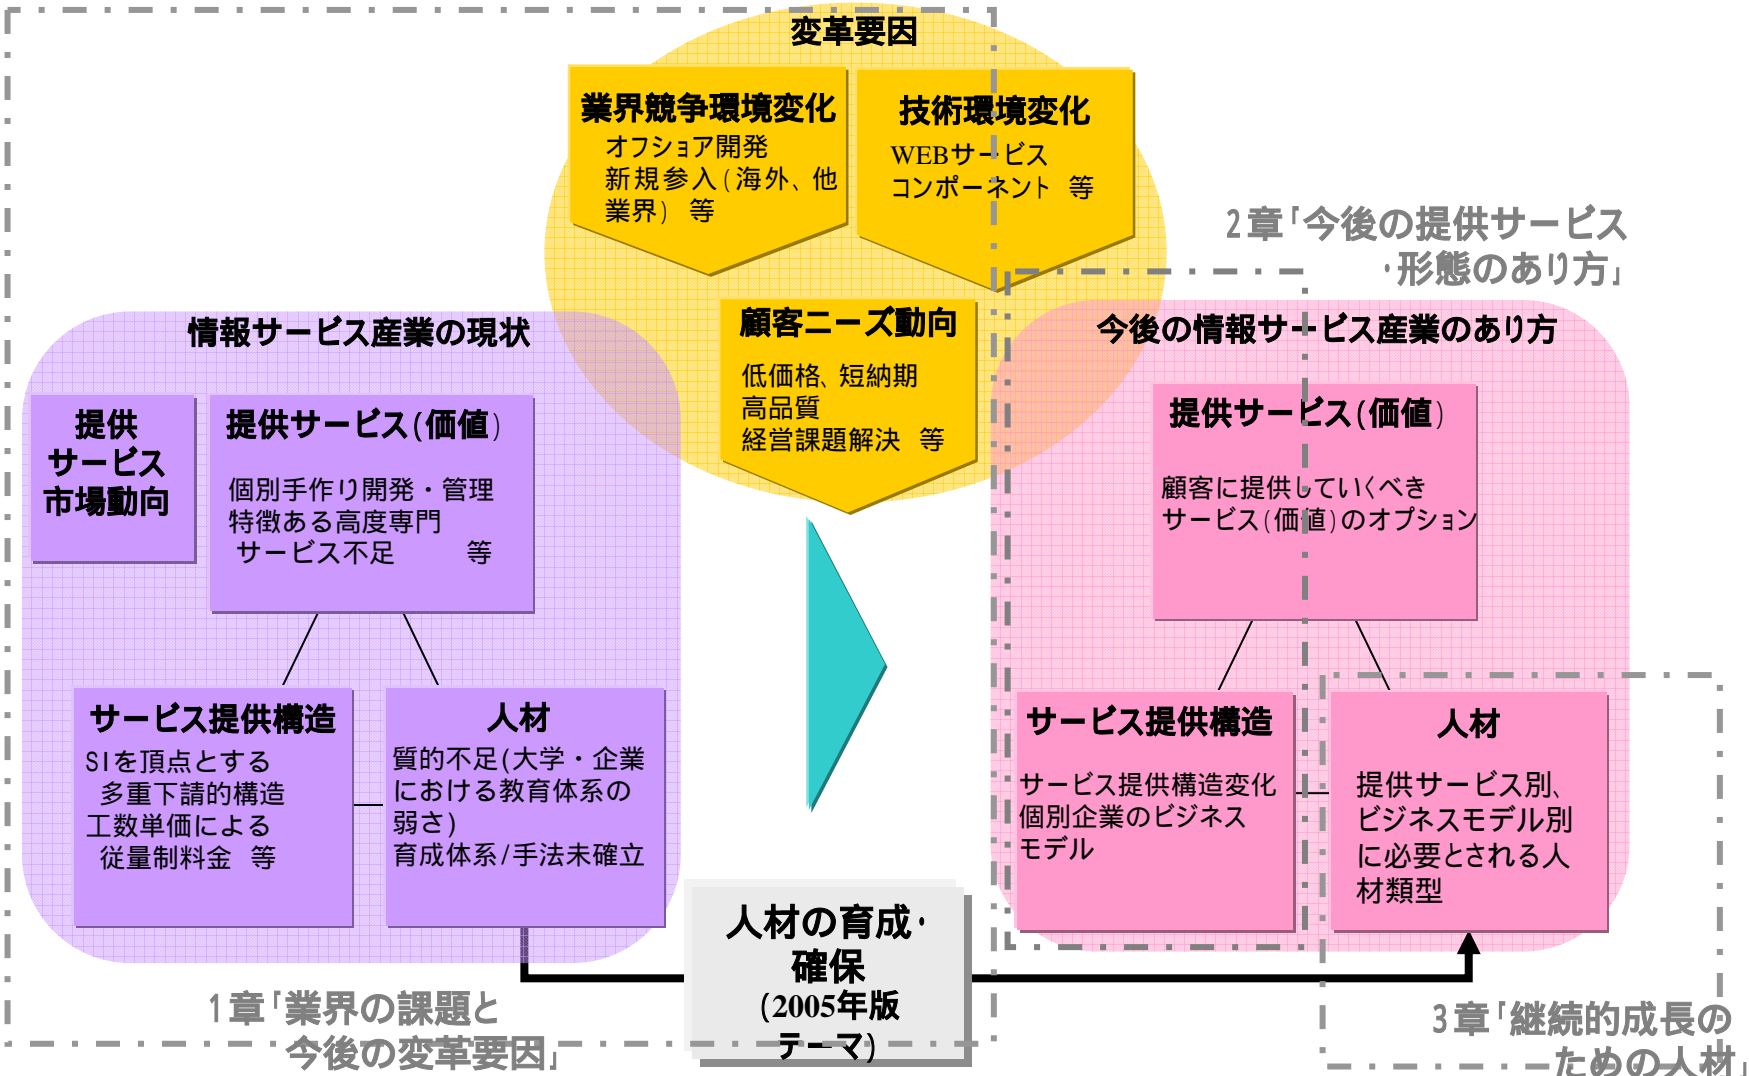 変革要因
業界競争環境変化
オフショア開発
新規参入(海外、他
業界) 等
技術環境変化
WEBサービス
コンポーネント 等
顧客ニーズ動向
低価格、短納期
高品質
経営課題解決 等
2章「今後の提供サービス
・形態のあり方」
情報サービス産業の現状
提供
サービス
市場動向
提供サービス(価値)
個別手作り開発・管理
特徴ある高度専門
サービス不足 等
サービス提供構造
SIを頂点とする
多重下請的構造
工数単価による
従量制料金 等
人材
質的不足(大学・企業
における教育体系の
弱さ)
育成体系/手法未確立
今後の情報サービス産業のあり方
提供サービス(価値)
顧客に提供していくべき
サービス(価値)のオプション
サービス提供構造
サービス提供構造変化
個別企業のビジネス
モデル
人材
提供サービス別、
ビジネスモデル別
に必要とされる人
材類型
人材の育成・
確保
(2005年版
テーマ)
1章「業界の課題と
今後の変革要因」
3章「継続的成長の
ための人材」